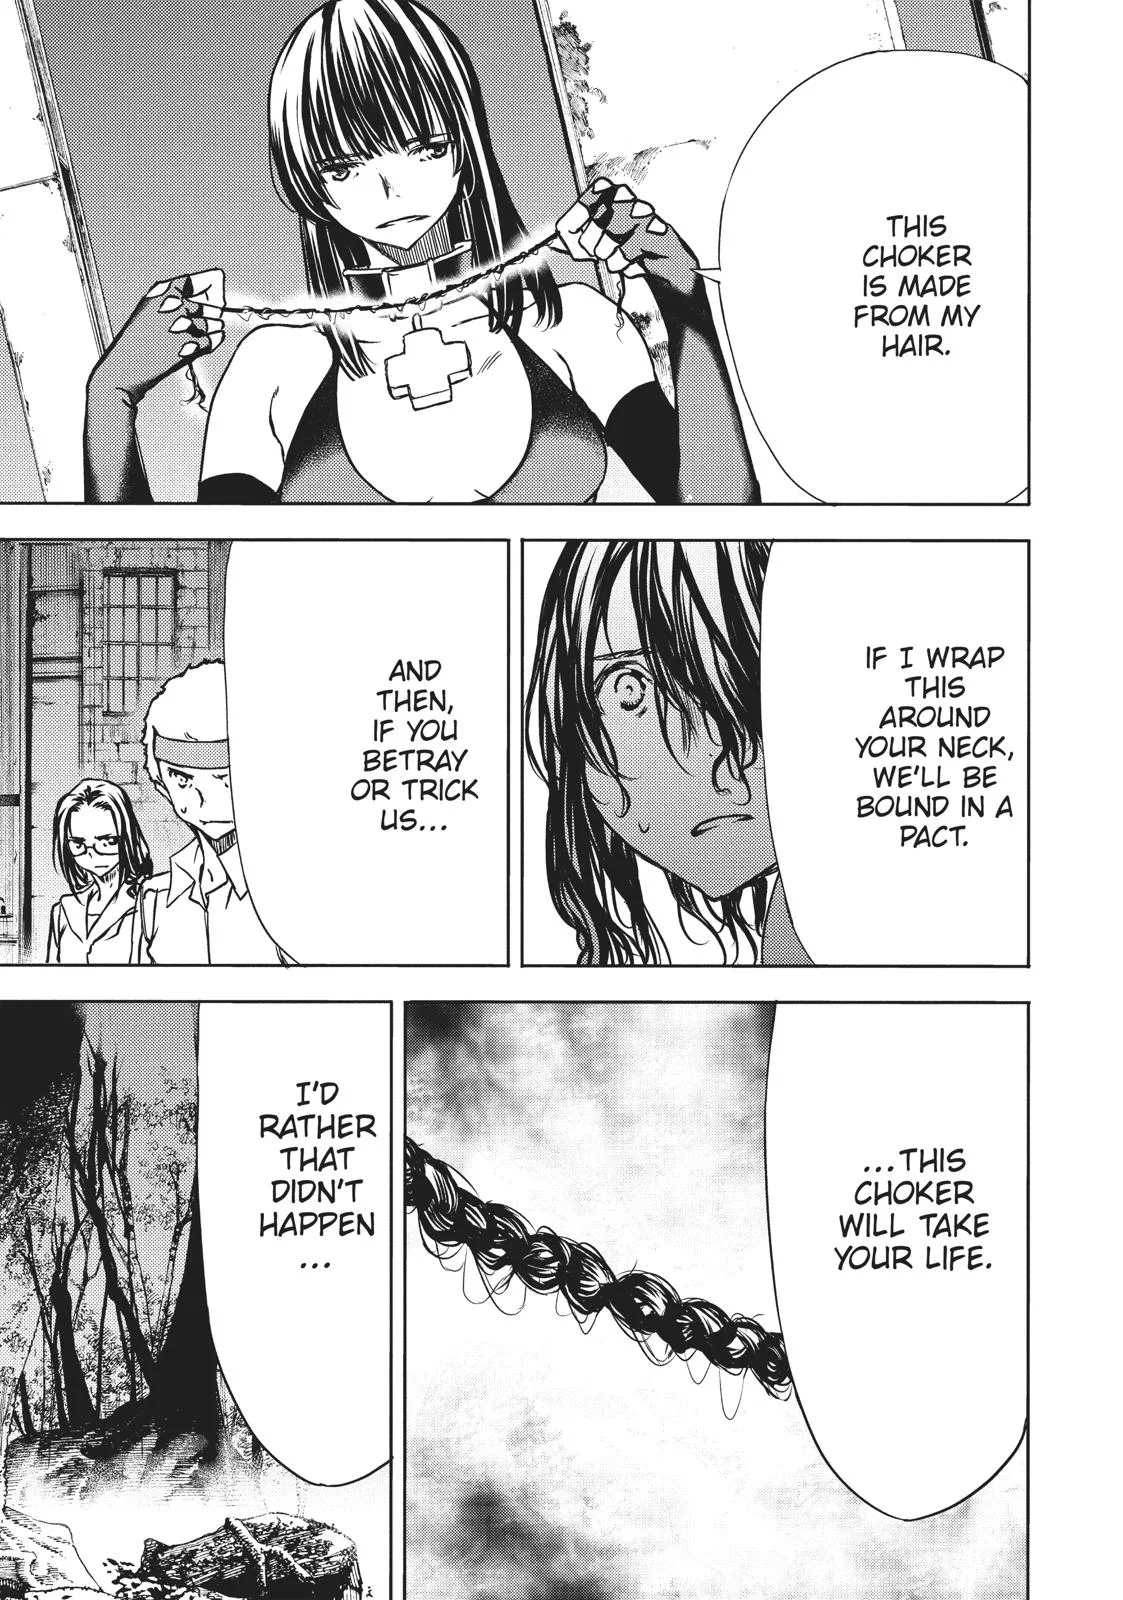 THIS
CHOKER
IS MADE
FROM MY
HAIR.
IF I WRAP
THIS
AROUND
YOUR NECK,
WE'LL BE
BOUND IN A
PACT.
AND
THEN,
IF YOU
BETRAY
OR TRICK
US...
...THIS
CHOKER
WILL TAKE
YOUR LIFE.
I'D
RATHER
THAT
DIDN'T
HAPPEN
...